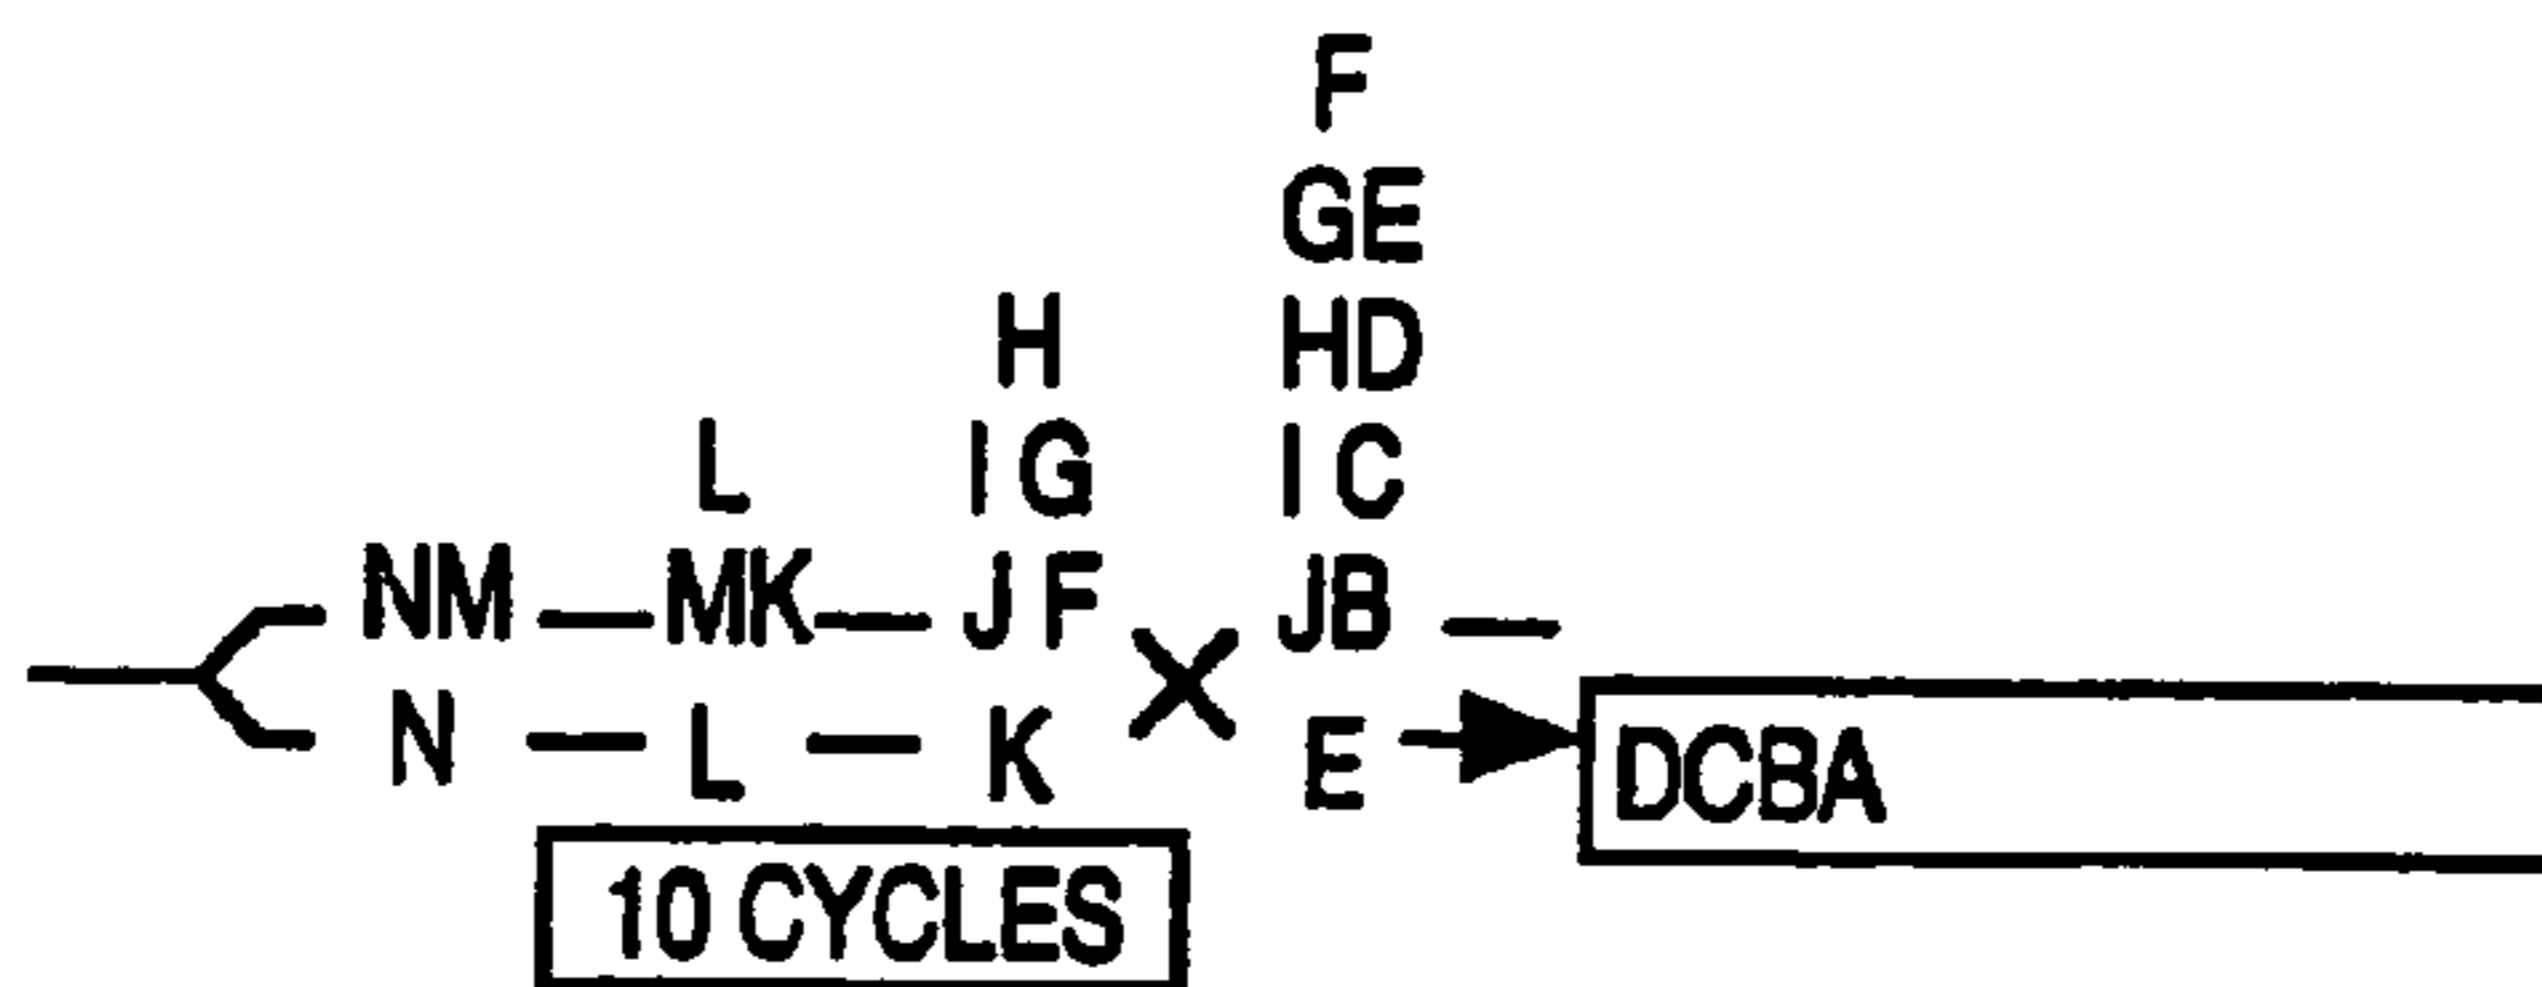 F
GE
H HD
L I G I C
NM MK J F JB
N L K E DCBA
10 CYCLES